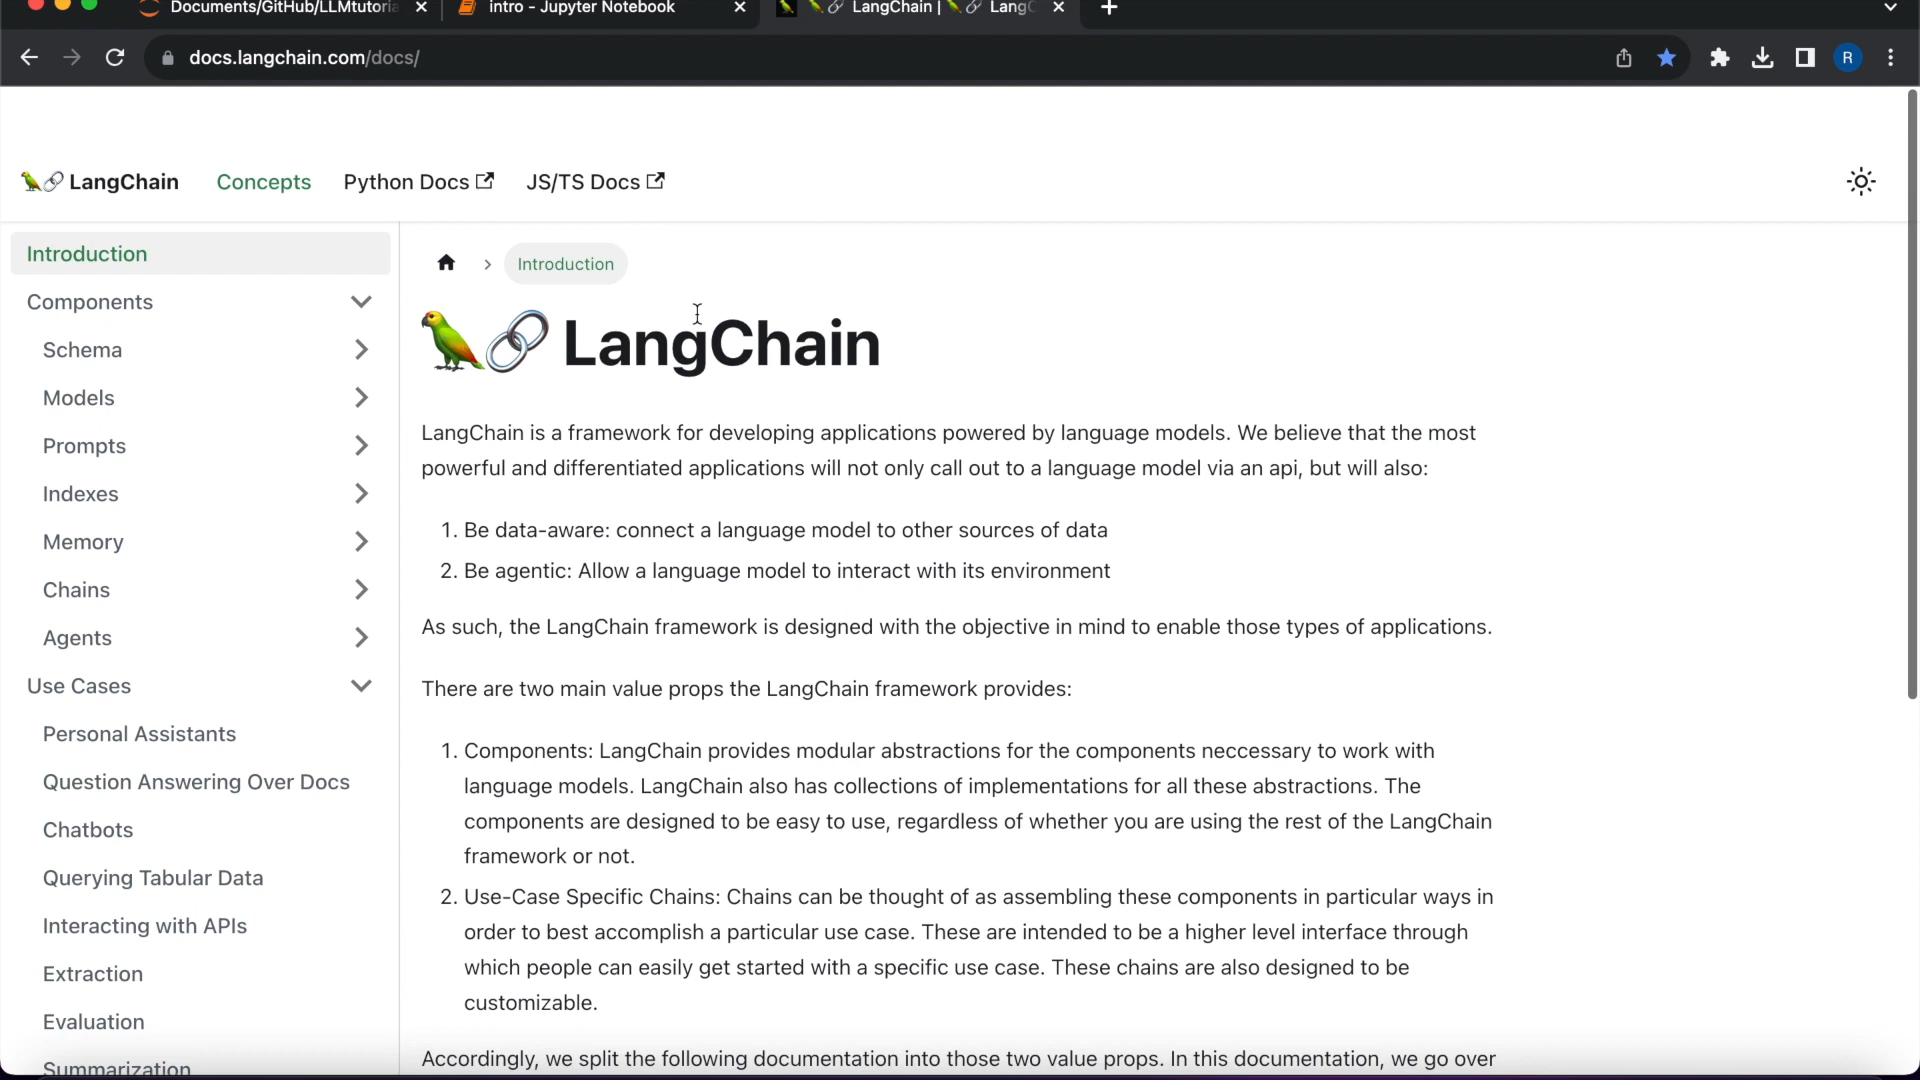 Documents/GitHub/LLMtutoria
intro - Jupyter Notebook
LangChain | LangC
docs.langchain.com/docs/
R
LangChain
Concepts
Python Docs
JS/TS Docs
Introduction
Components
Schema
Models
Prompts
Indexes
Memory
Chains
Agents
Use Cases
Personal Assistants
Question Answering Over Docs
Chatbots
Querying Tabular Data
Interacting with APIs
Extraction
Evaluation
Summarization
Introduction
LangChain
LangChain is a framework for developing applications powered by language models. We believe that the most
powerful and differentiated applications will not only call out to a language model via an api, but will also:
1. Be data-aware: connect a language model to other sources of data
2. Be agentic: Allow a language model to interact with its environment
As such, the LangChain framework is designed with the objective in mind to enable those types of applications.
There are two main value props the LangChain framework provides:
1. Components: LangChain provides modular abstractions for the components neccessary to work with
language models. LangChain also has collections of implementations for all these abstractions. The
components are designed to be easy to use, regardless of whether you are using the rest of the LangChain
framework or not.
2. Use-Case Specific Chains: Chains can be thought of as assembling these components in particular ways in
order to best accomplish a particular use case. These are intended to be a higher level interface through
which people can easily get started with a specific use case. These chains are also designed to be
customizable.
Accordingly, we split the following documentation into those two value props. In this documentation, we go over